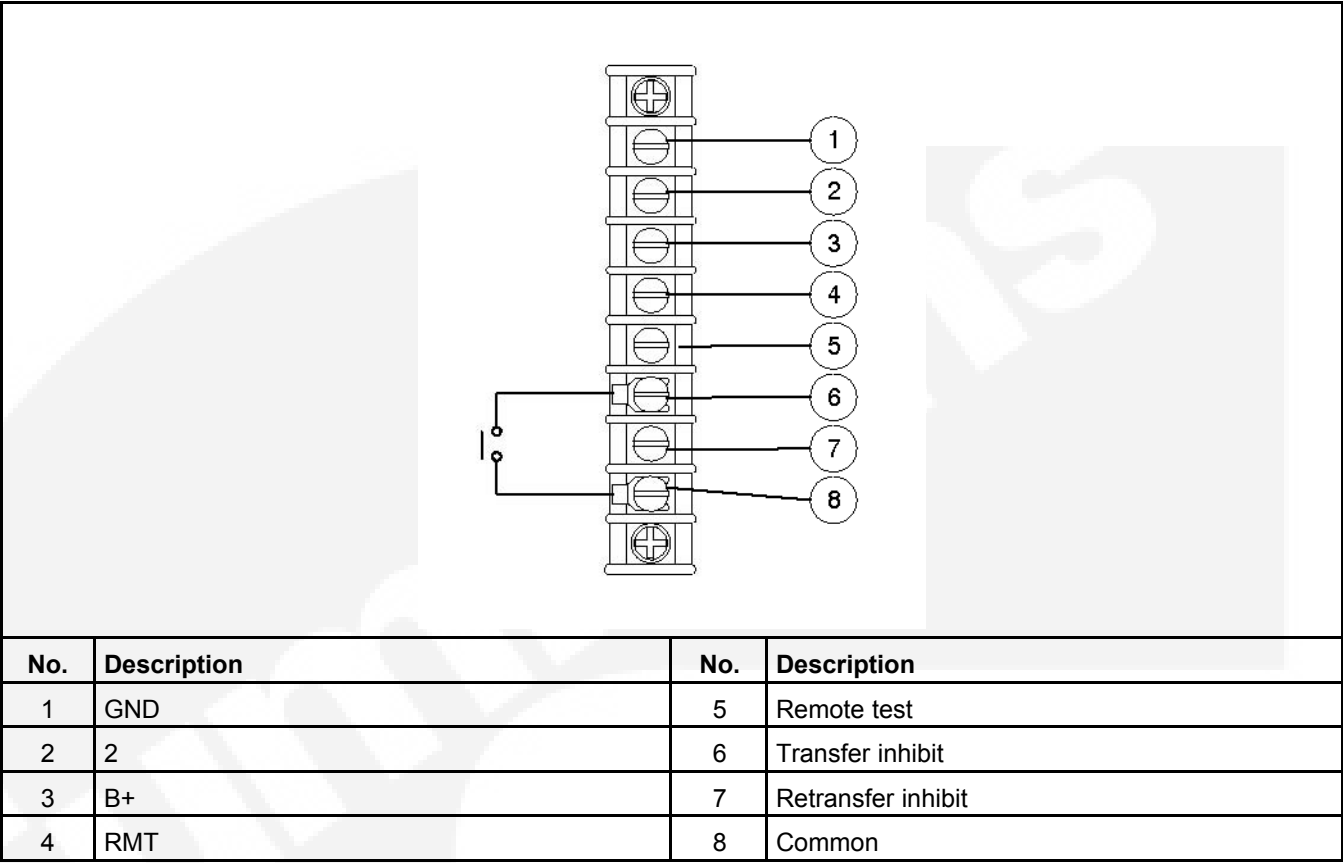 1
2
3
4
5
6
7
8
No. Description No. Description
1 GND 5 Remote test
2 2 6 Transfer inhibit
3 B+ 7 Retransfer inhibit
4 RMT 8 Common